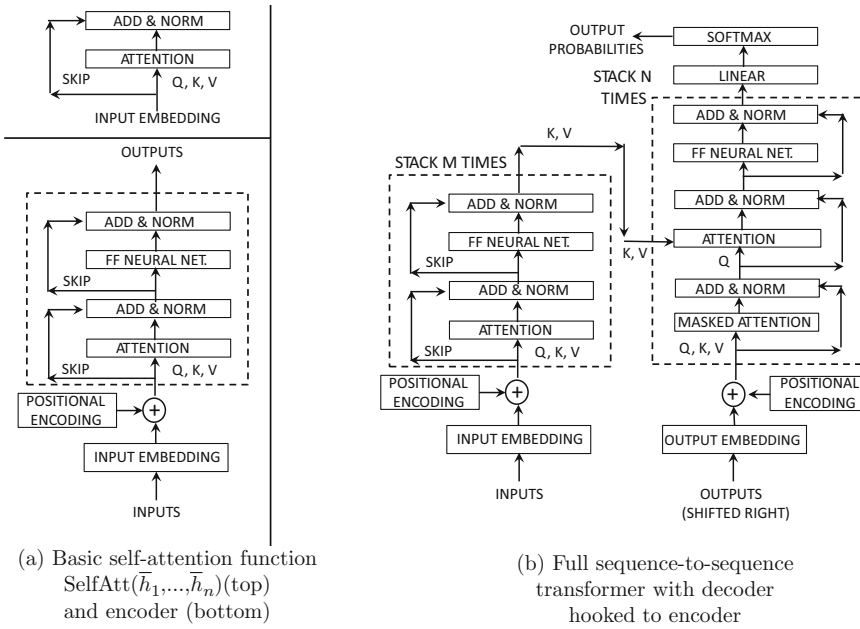 ADD & NORM
ATTENTION
SKIP
Q, K, V
INPUT EMBEDDING
OUTPUTS
ADD & NORM
FF NEURAL NET.
SKIP
ADD & NORM
ATTENTION
SKIP
Q, K, V
POSITIONAL
ENCODING
+
INPUT EMBEDDING
INPUTS
(a) Basic self-attention function
SelfAtt(h̅₁,...,h̅ₙ)(top)
and encoder (bottom)
STACK M TIMES
K, V
ADD & NORM
FF NEURAL NET.
SKIP
ADD & NORM
ATTENTION
SKIP
Q, K, V
POSITIONAL
ENCODING
+
INPUT EMBEDDING
INPUTS
OUTPUT
PROBABILITIES
SOFTMAX
STACK N
TIMES
LINEAR
ADD & NORM
FF NEURAL NET.
ADD & NORM
ATTENTION
K, V
Q
ADD & NORM
MASKED ATTENTION
Q, K, V
+
POSITIONAL
ENCODING
OUTPUT EMBEDDING
OUTPUTS
(SHIFTED RIGHT)
(b) Full sequence-to-sequence
transformer with decoder
hooked to encoder